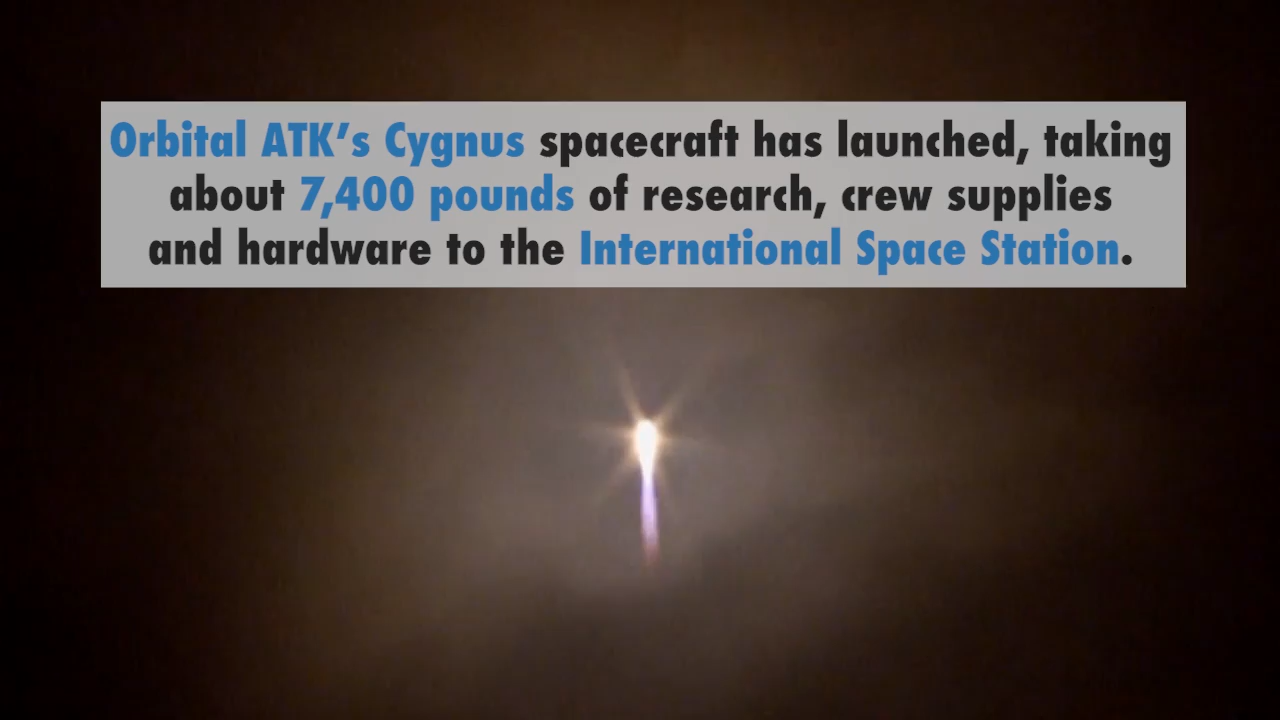 Orbital ATK's Cygnus spacecraft has launched, taking
about 7,400 pounds of research, crew supplies
and hardware to the International Space Station.